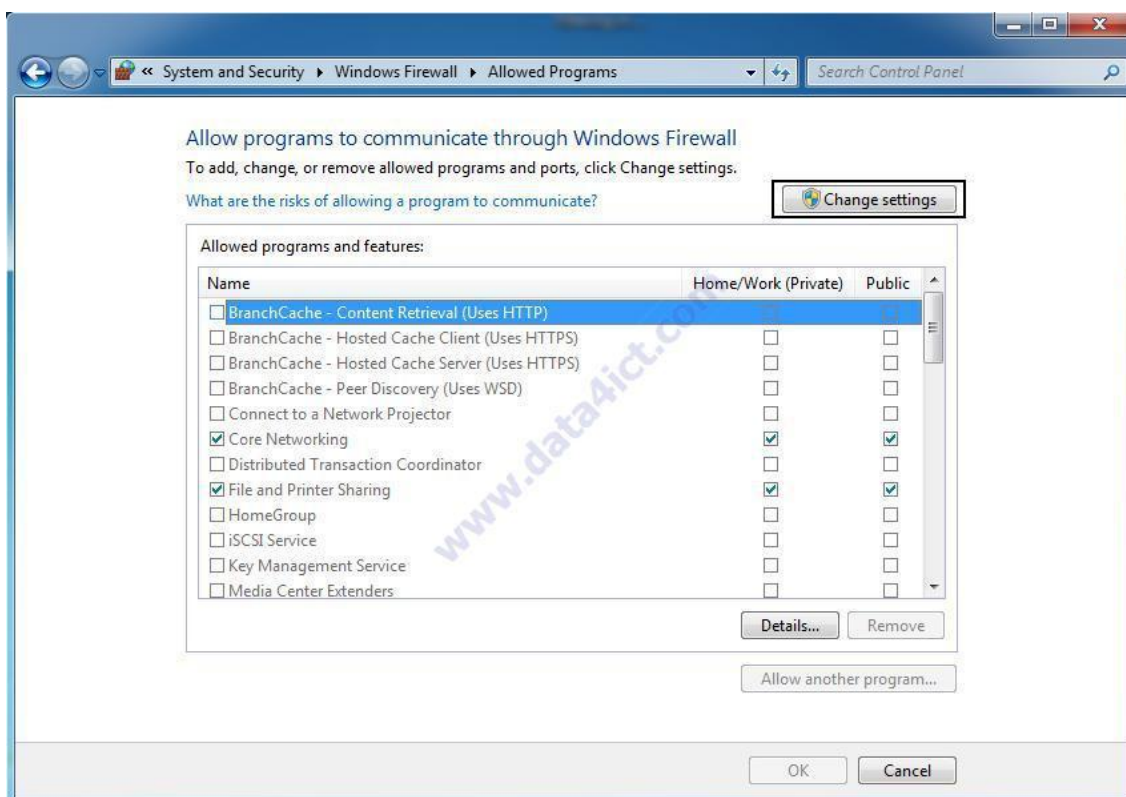 « System and Security ▸ Windows Firewall ▸ Allowed Programs
Search Control Panel
Allow programs to communicate through Windows Firewall
To add, change, or remove allowed programs and ports, click Change settings.
What are the risks of allowing a program to communicate?
Change settings
Allowed programs and features:
Name Home/Work (Private) Public
BranchCache - Content Retrieval (Uses HTTP)
BranchCache - Hosted Cache Client (Uses HTTPS)
BranchCache - Hosted Cache Server (Uses HTTPS)
BranchCache - Peer Discovery (Uses WSD)
Connect to a Network Projector
Core Networking
Distributed Transaction Coordinator
File and Printer Sharing
HomeGroup
iSCSI Service
Key Management Service
Media Center Extenders
www.data4ict.com
Details... Remove
Allow another program...
OK Cancel